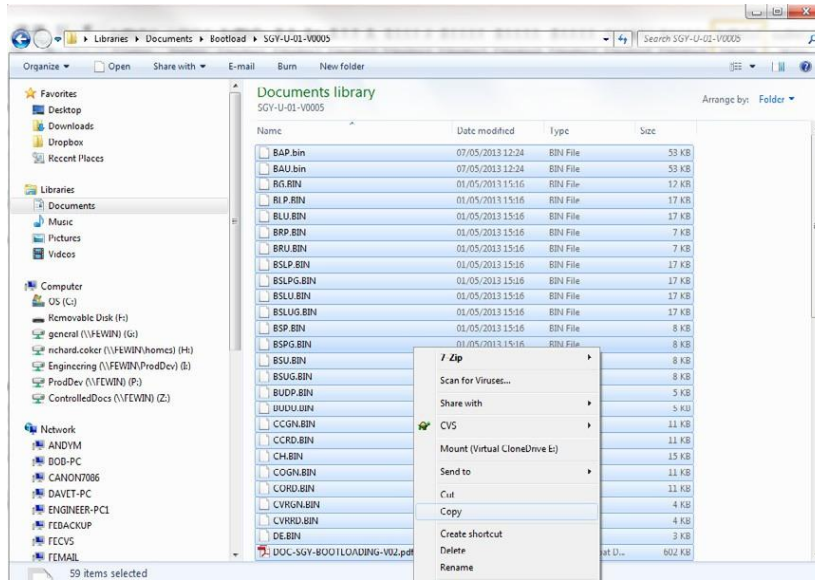 Libraries ▸ Documents ▸ Bootload ▸ SGY-U-01-V0005
Search SGY-U-01-V0005
Organize Open Share with E-mail Burn New folder
Favorites
Desktop
Downloads
Dropbox
Recent Places
Libraries
Documents
Music
Pictures
Videos
Computer
OS (C:)
Removable Disk (F:)
general (\\FEWIN) (G:)
richard.coker (\\FEWIN\homes) (H:)
Engineering (\\FEWIN\ProdDev)
ProdDev (\\FEWIN) (P:)
ControlledDocs (\\FEWIN) (Z:)
Network
ANDYM
BOB-PC
CANON7086
DAVET-PC
ENGINEER-PC1
FEBACKUP
FECVS
FEMAIL
Documents library
SGY-U-01-V0005
Arrange by: Folder
Name Date modified Type Size
BAP.bin 07/05/2013 12:24 BIN File 53 KB
BAU.bin 07/05/2013 12:24 BIN File 53 KB
BG.BIN 01/05/2013 15:16 BIN File 12 KB
BLP.BIN 01/05/2013 15:16 BIN File 17 KB
BLU.BIN 01/05/2013 15:16 BIN File 17 KB
BRP.BIN 01/05/2013 15:16 BIN File 7 KB
BRU.BIN 01/05/2013 15:16 BIN File 7 KB
BSLP.BIN 01/05/2013 15:16 BIN File 17 KB
BSLPG.BIN 01/05/2013 15:16 BIN File 17 KB
BSLU.BIN 01/05/2013 15:16 BIN File 17 KB
BSLUG.BIN 01/05/2013 15:16 BIN File 17 KB
BSP.BIN 01/05/2013 15:16 BIN File 8 KB
BSPG.BIN 01/05/2013 15:16 BIN File 8 KB
BSU.BIN 8 KB
BSUG.BIN 8 KB
BUDP.BIN 5 KB
BUDU.BIN 5 KB
CCGN.BIN 11 KB
CCRD.BIN 11 KB
CH.BIN 15 KB
COGN.BIN 11 KB
CORD.BIN 11 KB
CVRGN.BIN 4 KB
CVRRD.BIN 4 KB
DE.BIN 3 KB
DOC-SGY-BOOTLOADING-V02.pdf at D... 602 KB
7-Zip
Scan for Viruses...
Share with
CVS
Mount (Virtual CloneDrive E:)
Send to
Cut
Copy
Create shortcut
Delete
Rename
59 items selected